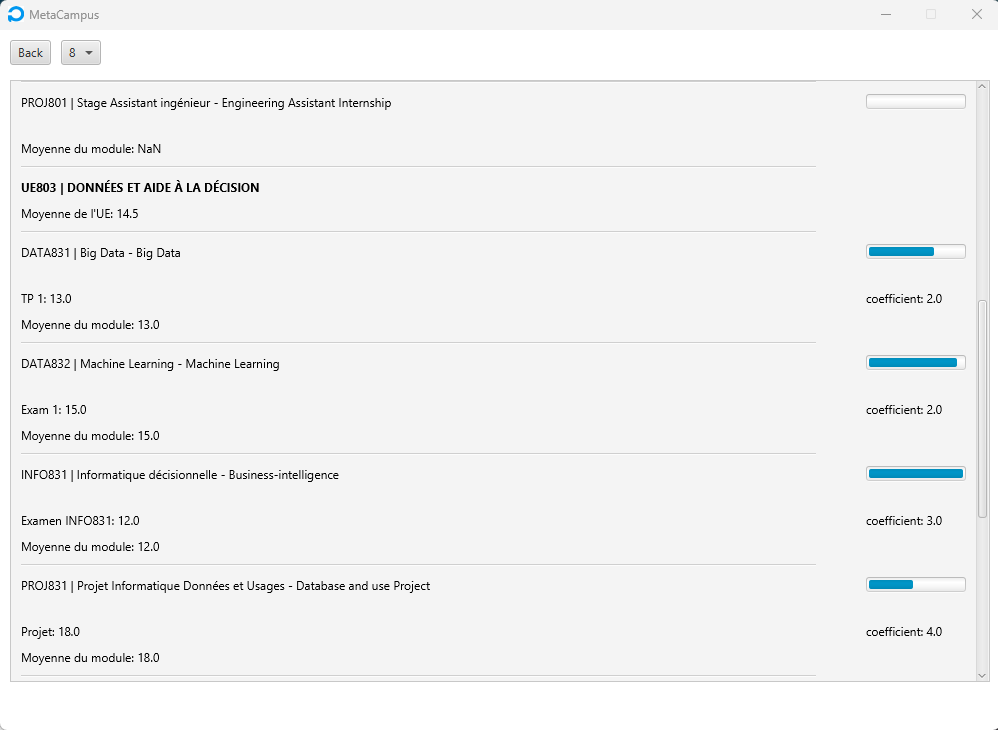 MetaCampus
Back
8
PROJ801 | Stage Assistant ingénieur - Engineering Assistant Internship
Moyenne du module: NaN
UE803 | DONNÉES ET AIDE À LA DÉCISION
Moyenne de l'UE: 14.5
DATA831 | Big Data - Big Data
TP 1: 13.0
coefficient: 2.0
Moyenne du module: 13.0
DATA832 | Machine Learning - Machine Learning
Exam 1: 15.0
coefficient: 2.0
Moyenne du module: 15.0
INFO831 | Informatique décisionnelle - Business-intelligence
Examen INFO831: 12.0
coefficient: 3.0
Moyenne du module: 12.0
PROJ831 | Projet Informatique Données et Usages - Database and use Project
Projet: 18.0
coefficient: 4.0
Moyenne du module: 18.0